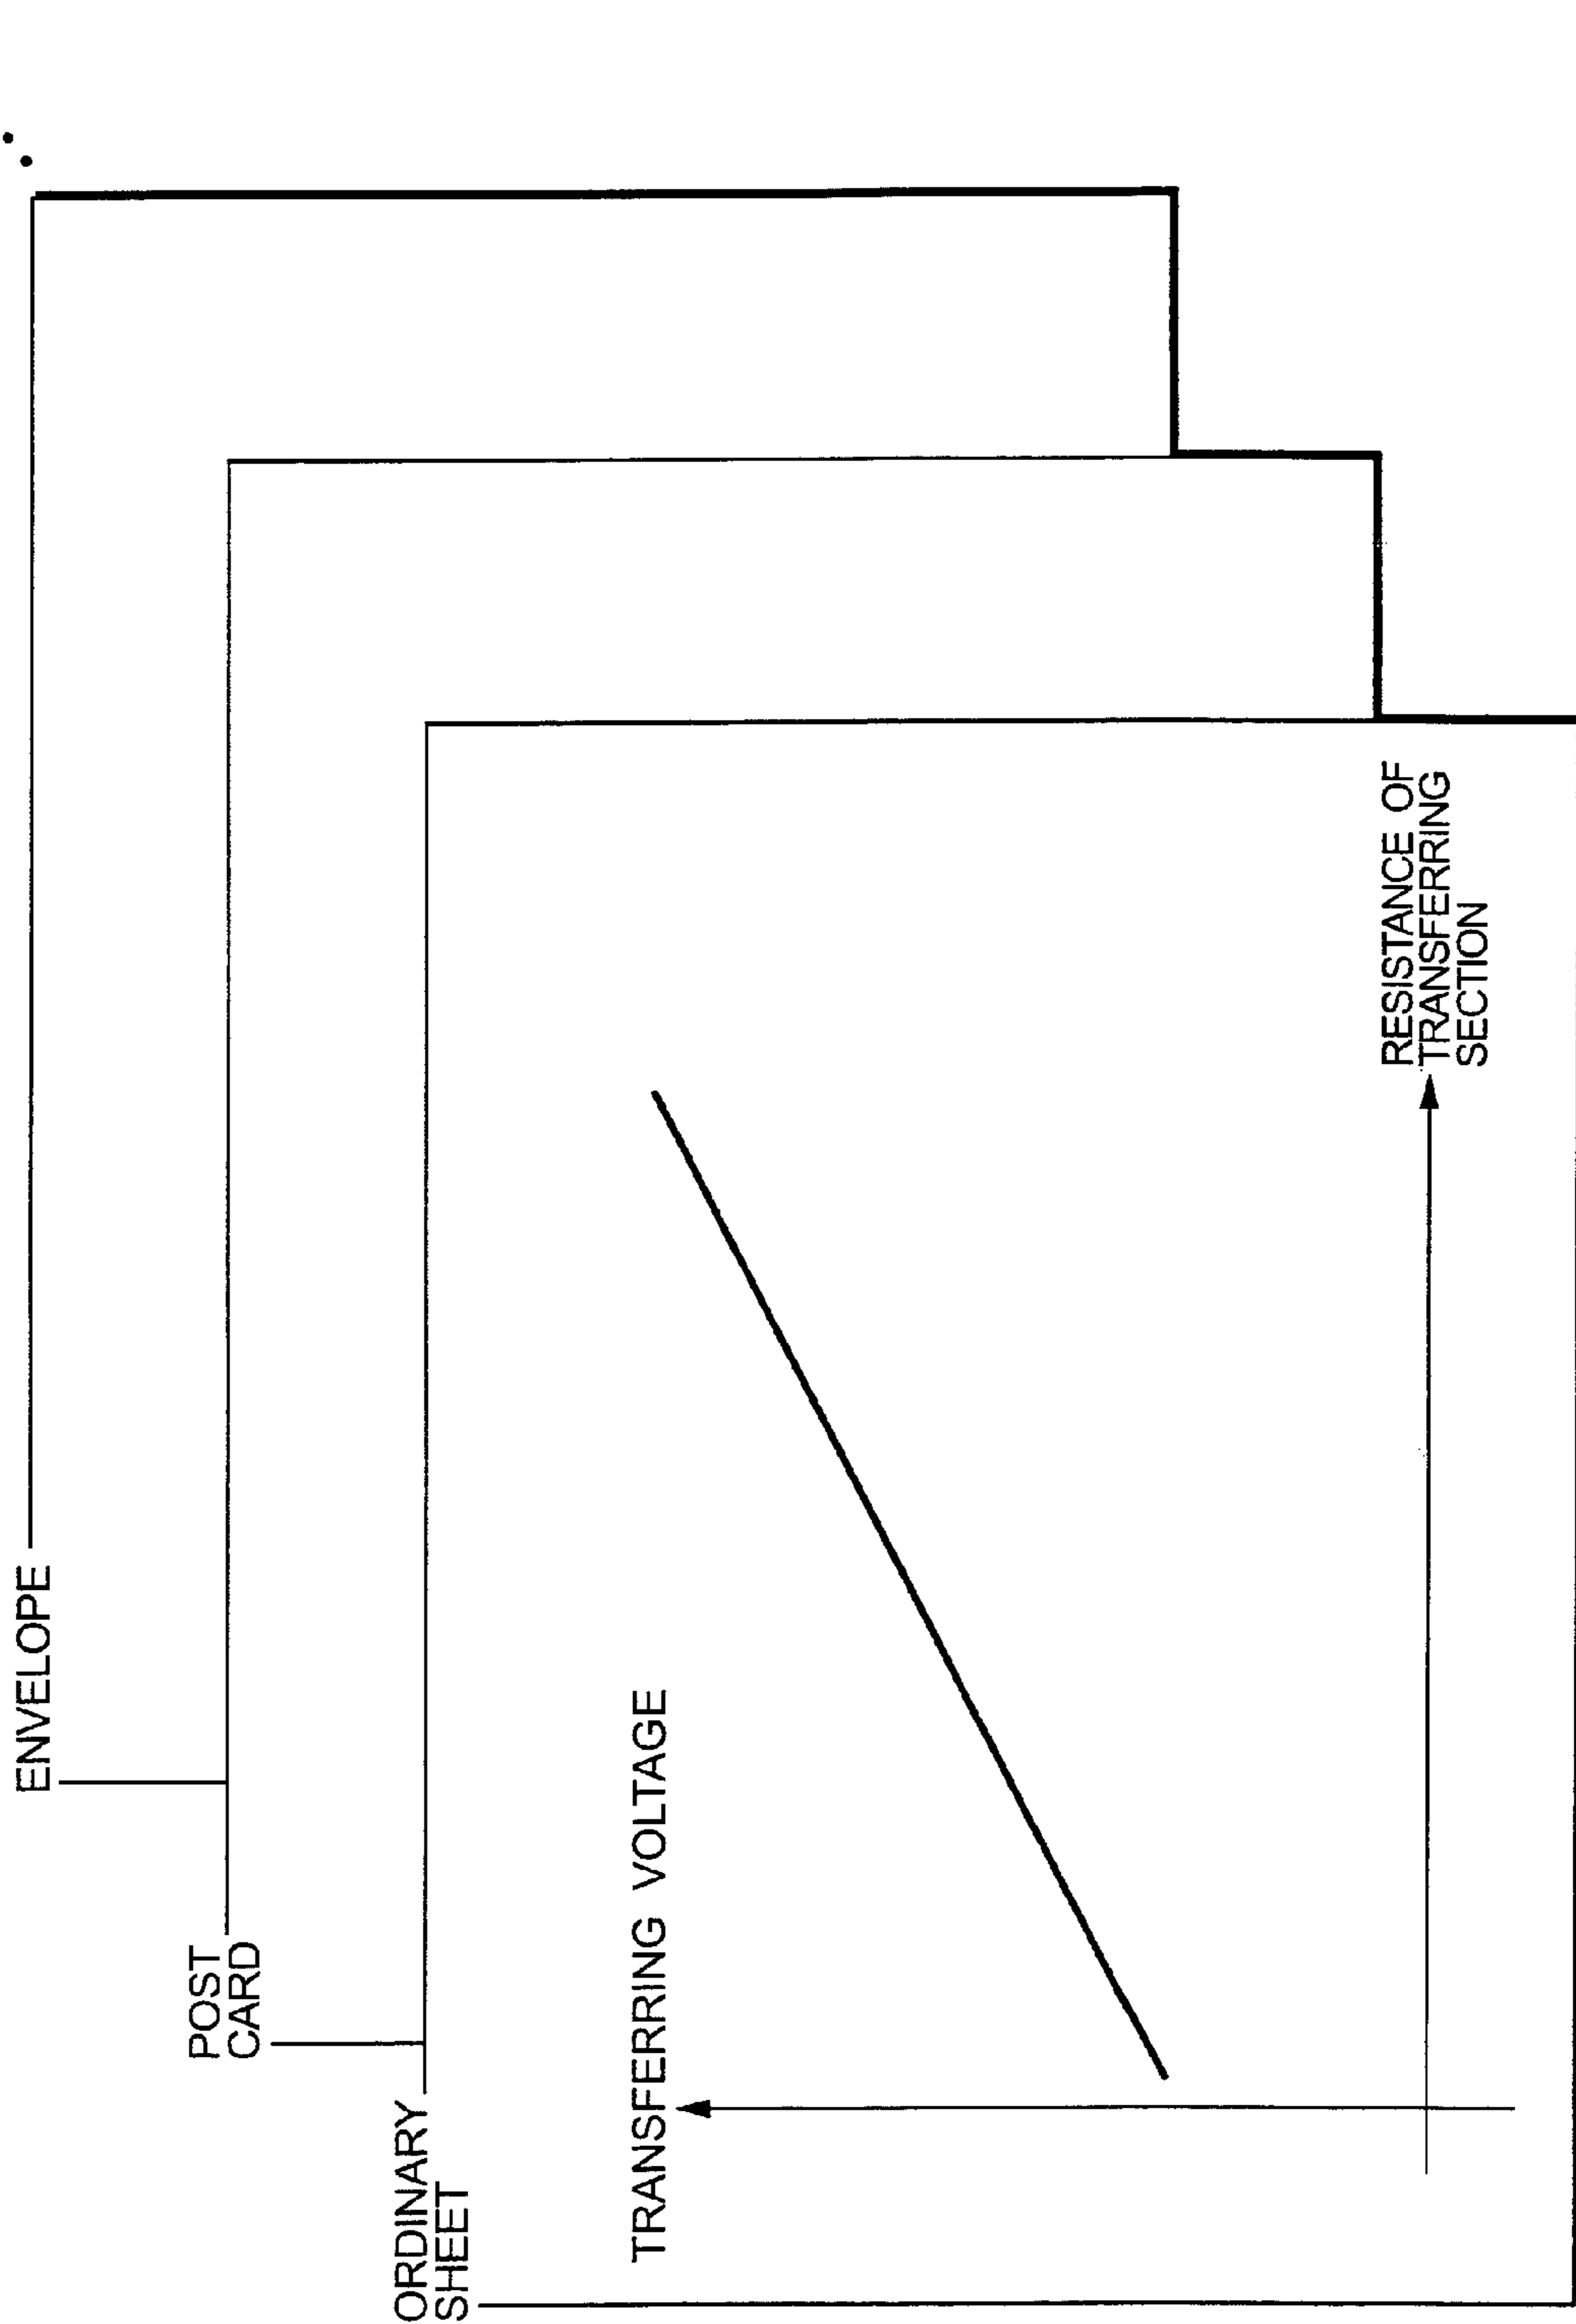 ENVELOPE
POST
CARD
ORDINARY
SHEET
TRANSFERRING VOLTAGE
RESISTANCE OF
TRANSFERRING
SECTION